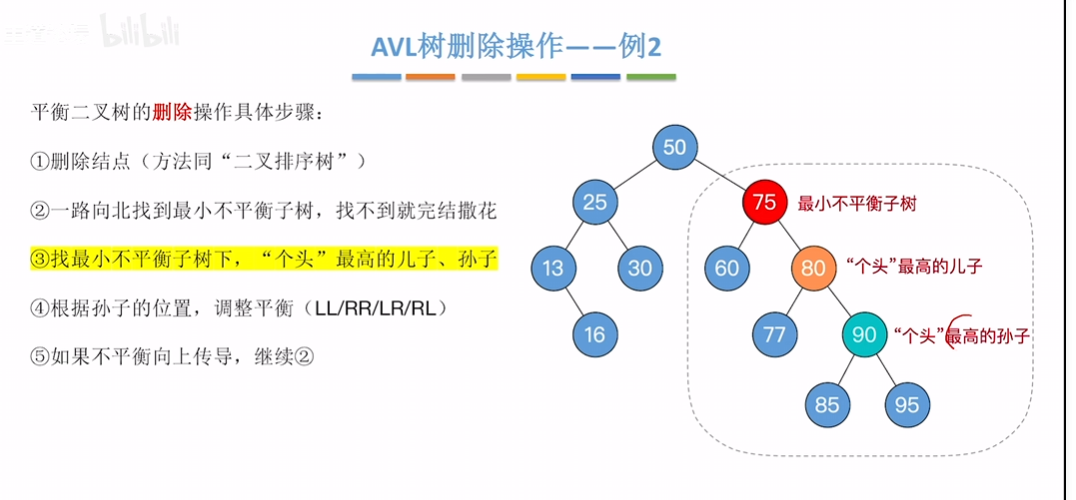 bilibili
AVL树删除操作——例2
平衡二叉树的删除操作具体步骤：
①删除结点（方法同“二叉排序树”）
②一路向北找到最小不平衡子树，找不到就完结撒花
③找最小不平衡子树下，“个头”最高的儿子、孙子
④根据孙子的位置，调整平衡（LL/RR/LR/RL）
⑤如果不平衡向上传导，继续②
50
25
75
最小不平衡子树
13
30
60
80
“个头”最高的儿子
16
77
90
“个头”最高的孙子
85
95